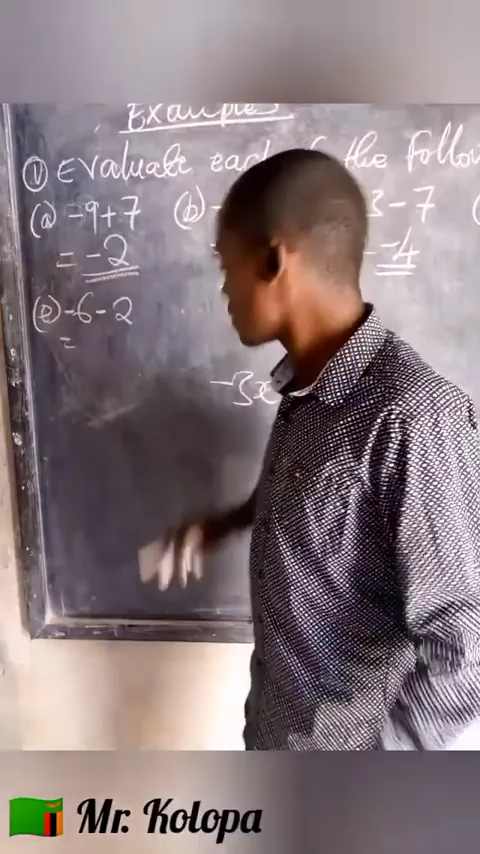 Examples
① Evaluate each of the follow
(a) -9+7 (b) - 3-7 (
= -2 -4
(e) -6-2
=
-3x
Mr. Kolopa